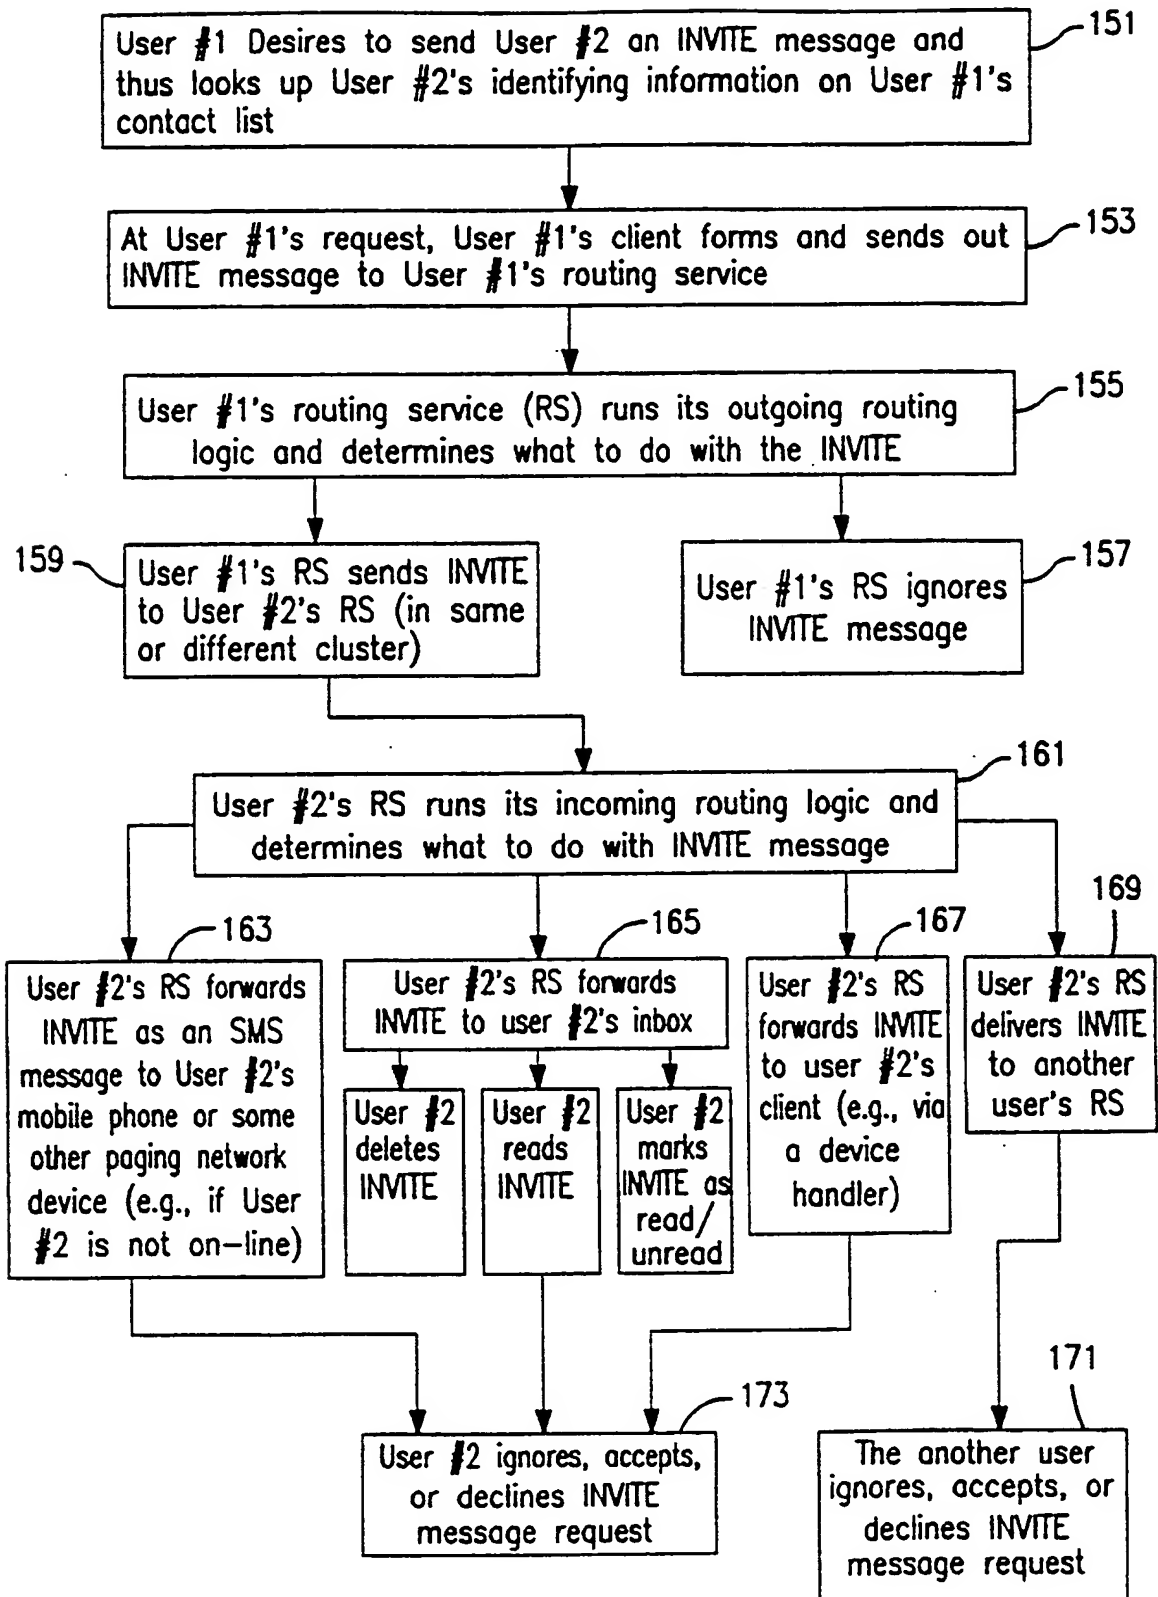 User #1 Desires to send User #2 an INVITE message and
thus looks up User #2's identifying information on User #1's
contact list
151
At User #1's request, User #1's client forms and sends out
INVITE message to User #1's routing service
153
User #1's routing service (RS) runs its outgoing routing
logic and determines what to do with the INVITE
155
159
User #1's RS sends INVITE
to User #2's RS (in same
or different cluster)
User #1's RS ignores
INVITE message
157
User #2's RS runs its incoming routing logic and
determines what to do with INVITE message
161
163
User #2's RS forwards
INVITE as an SMS
message to User #2's
mobile phone or some
other paging network
device (e.g., if User
#2 is not on-line)
165
User #2's RS forwards
INVITE to user #2's inbox
User #2
deletes
INVITE
User #2
reads
INVITE
User #2
marks
INVITE as
read/
unread
167
User #2's RS
forwards INVITE
to user #2's
client (e.g., via
a device
handler)
169
User #2's RS
delivers INVITE
to another
user's RS
173
User #2 ignores, accepts,
or declines INVITE
message request
171
The another user
ignores, accepts, or
declines INVITE
message request